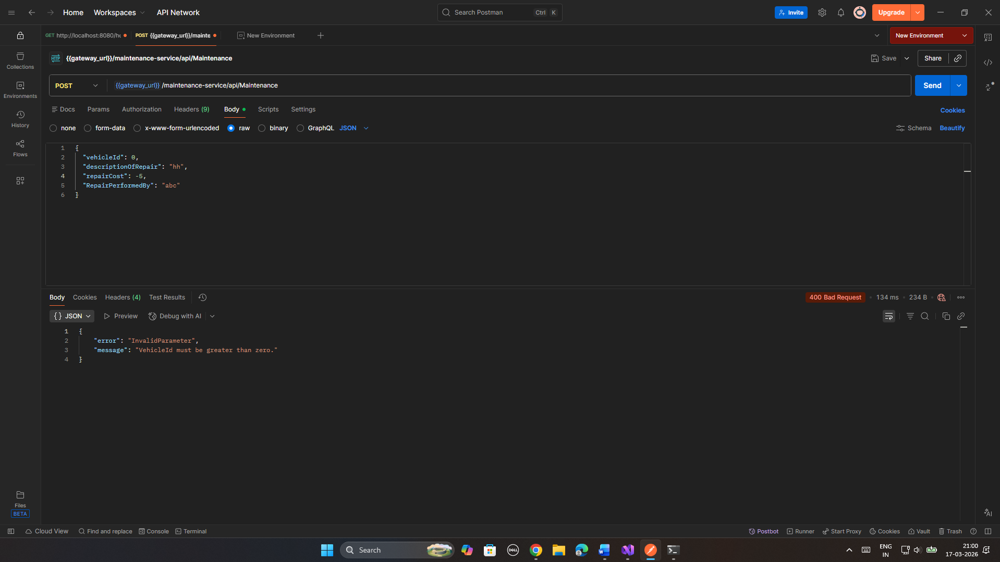 Home Workspaces API Network Search Postman Ctrl K Invite Upgrade
GET http://localhost:8080/he POST {{gateway_url}}/mainte New Environment New Environment
HTTP {{gateway_url}}/maintenance-service/api/Maintenance Save Share
POST {{gateway_url}} /maintenance-service/api/Maintenance Send
Docs Params Authorization Headers (9) Body Scripts Settings Cookies
none form-data x-www-form-urlencoded raw binary GraphQL JSON Schema Beautify
Collections
Environments
History
Flows
1 {
2 "vehicleId": 0,
3 "descriptionOfRepair": "hh",
4 "repairCost": -5,
5 "RepairPerformedBy": "abc"
6 }
Body Cookies Headers (4) Test Results 400 Bad Request 134 ms 234 B
{} JSON Preview Debug with AI
1 {
2 "error": "InvalidParameter",
3 "message": "VehicleId must be greater than zero."
4 }
Files
BETA
AI
Cloud View Find and replace Console Terminal Postbot Runner Start Proxy Cookies Vault Trash
Search DELL ENG IN 21:00
17-03-2026